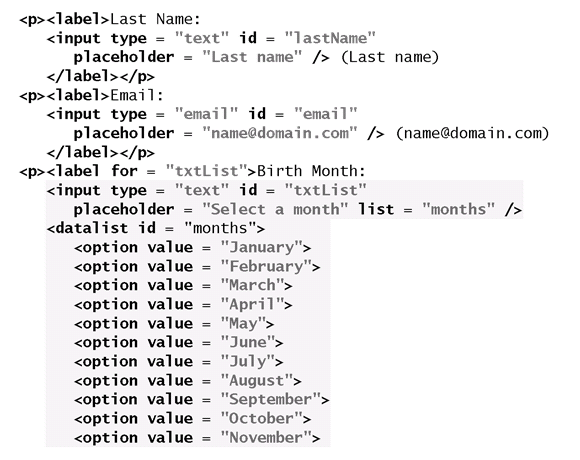 <p><label>Last Name:
<input type = "text" id = "lastName"
placeholder = "Last name" /> (Last name)
</label></p>
<p><label>Email:
<input type = "email" id = "email"
placeholder = "name@domain.com" /> (name@domain.com)
</label></p>
<p><label for = "txtList">Birth Month:
<input type = "text" id = "txtList"
placeholder = "Select a month" list = "months" />
<datalist id = "months">
<option value = "January">
<option value = "February">
<option value = "March">
<option value = "April">
<option value = "May">
<option value = "June">
<option value = "July">
<option value = "August">
<option value = "September">
<option value = "October">
<option value = "November">